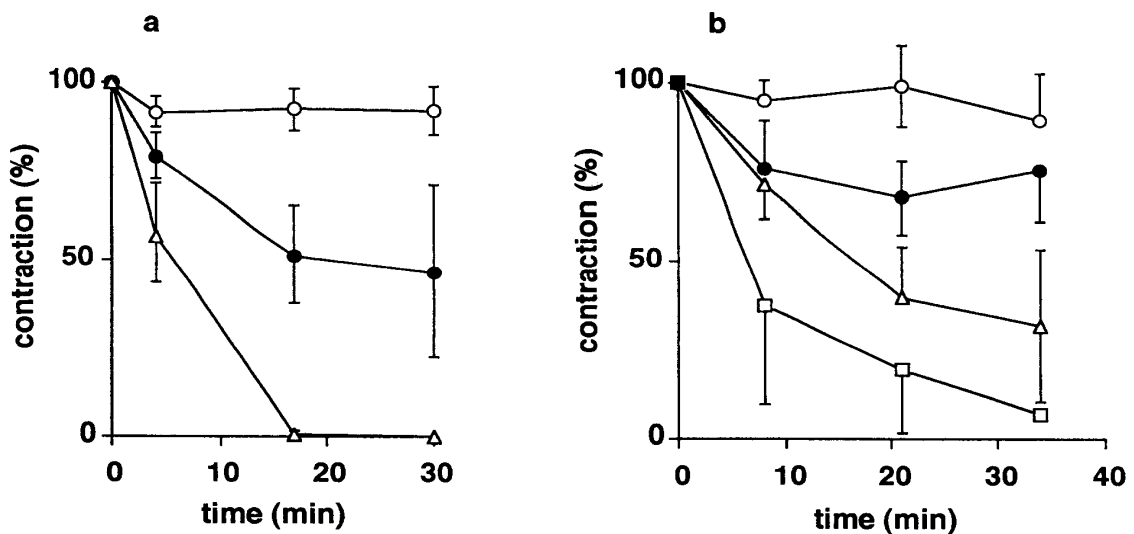 a
100
50
0
contraction (%)
0 10 20 30
time (min)
b
100
50
0
contraction (%)
0 10 20 30 40
time (min)